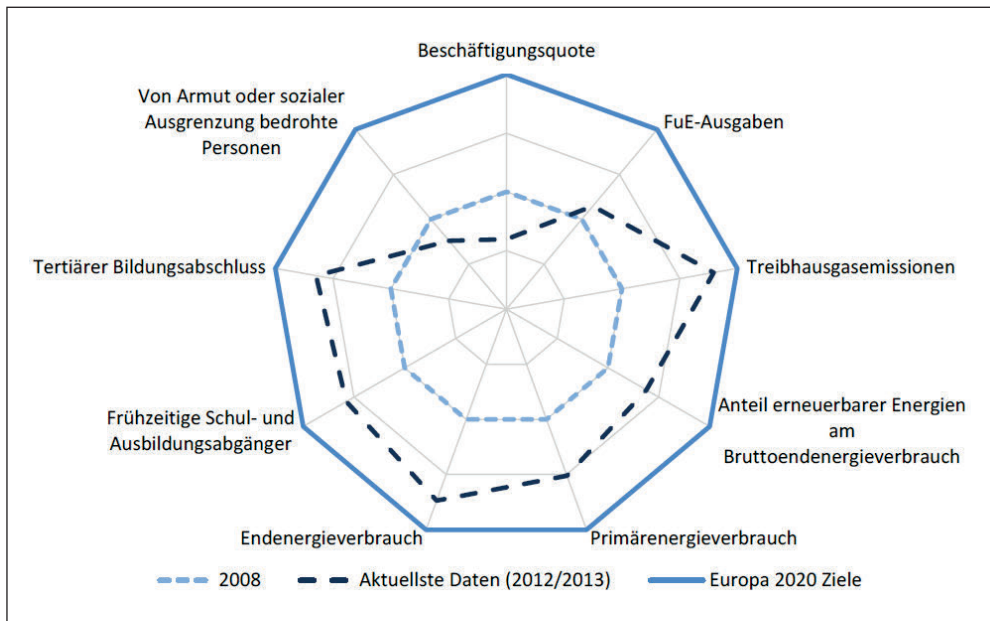 Beschäftigungsquote
Von Armut oder sozialer
Ausgrenzung bedrohte
Personen
FuE-Ausgaben
Tertiärer Bildungsabschluss
Treibhausgasemissionen
Frühzeitige Schul- und
Ausbildungsabgänger
Anteil erneuerbarer Energien
am
Bruttoendenergieverbrauch
Endenergieverbrauch
Primärenergieverbrauch
2008
Aktuellste Daten (2012/2013)
Europa 2020 Ziele